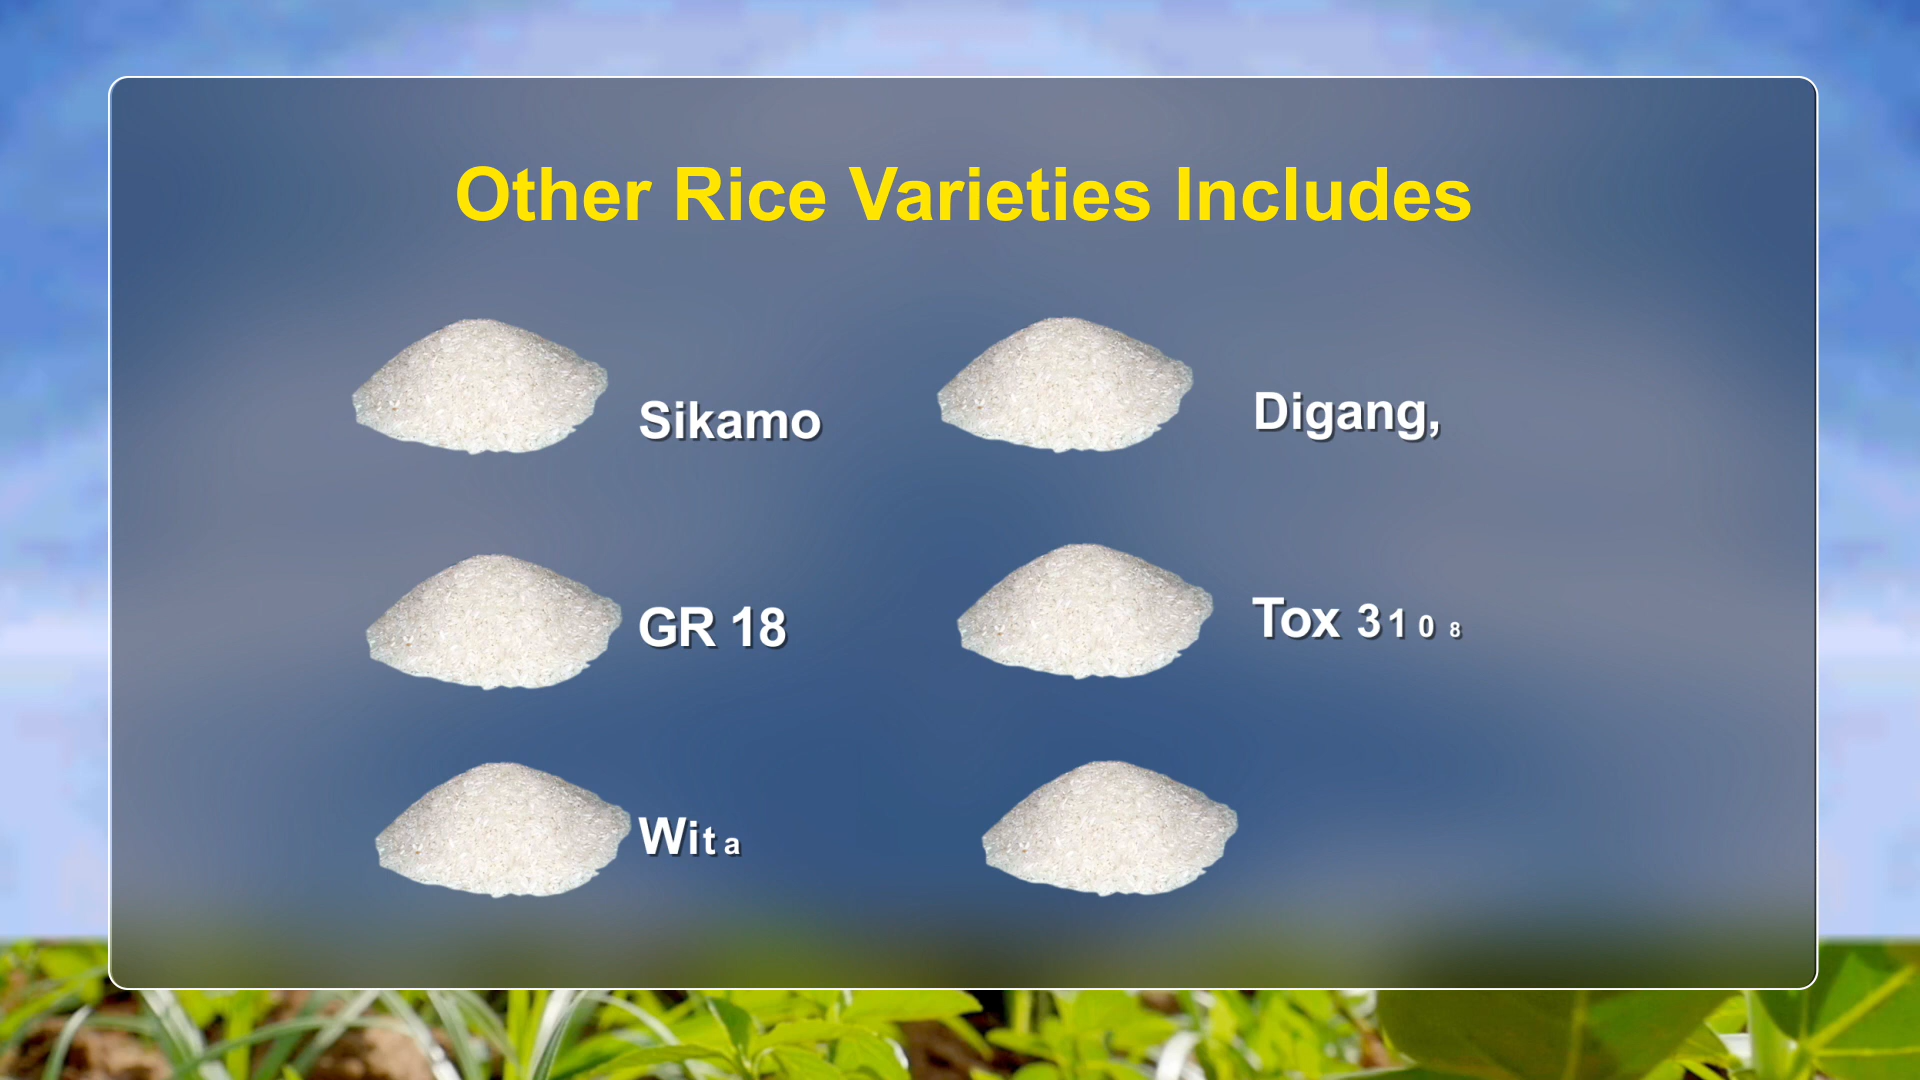 Other Rice Varieties Includes
Sikamo
Digang,
GR 18
Tox 3108
Wita